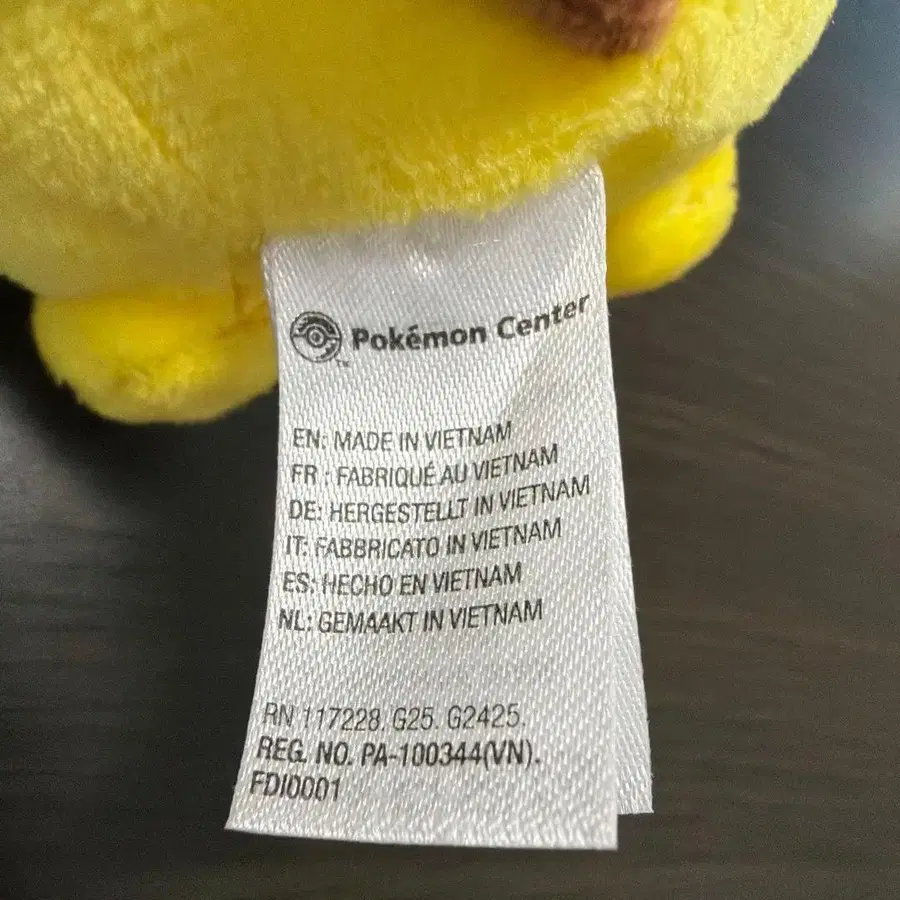 Pokémon Center
TM
EN: MADE IN VIETNAM
FR : FABRIQUÉ AU VIETNAM
DE: HERGESTELLT IN VIETNAM
IT: FABBRICATO IN VIETNAM
ES: HECHO EN VIETNAM
NL: GEMAAKT IN VIETNAM
RN 117228. G25. G2425.
REG. NO. PA-100344(VN).
FDI0001